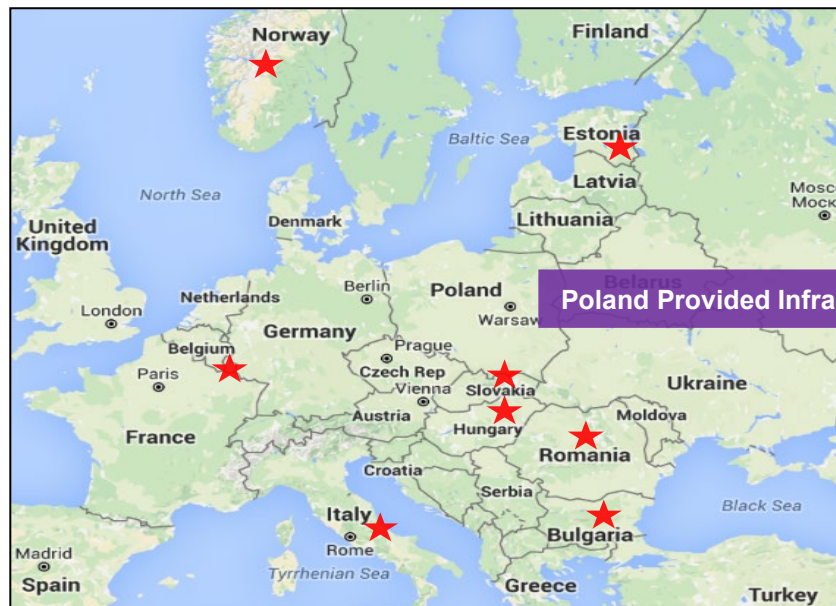 Norway
Finland
Estonia
Baltic Sea
Latvia
North Sea
Mosc
Моск
Denmark
Lithuania
United
Kingdom
Belarus
Berlin
Poland
Netherlands
Poland Provided Infra
London
Warsaw
Germany
Belgium
Prague
Paris
Czech Rep
Slovakia
Ukraine
Vienna
Austria
Moldova
France
Hungary
Romania
Croatia
Serbia
Black Sea
Italy
Bulgaria
Rome
Madrid
Tyrrhenian Sea
Spain
Greece
Turkey